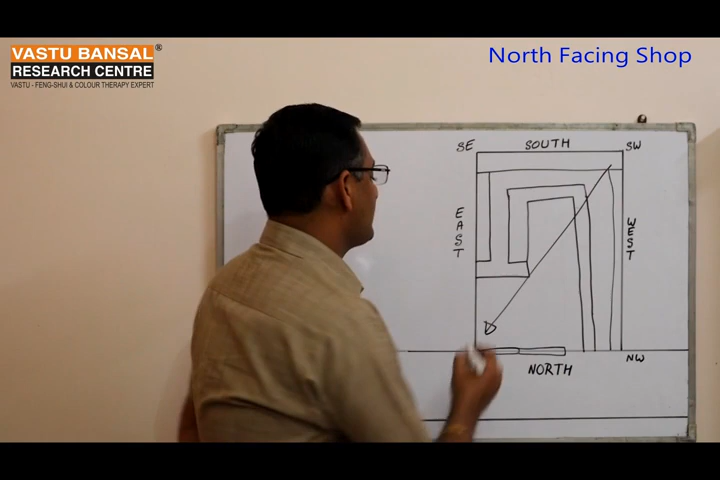 VASTU BANSAL®
RESEARCH CENTRE
VASTU - FENG-SHUI & COLOUR THERAPY EXPERT
North Facing Shop
SE SOUTH SW
EAST
WEST
NORTH
NW